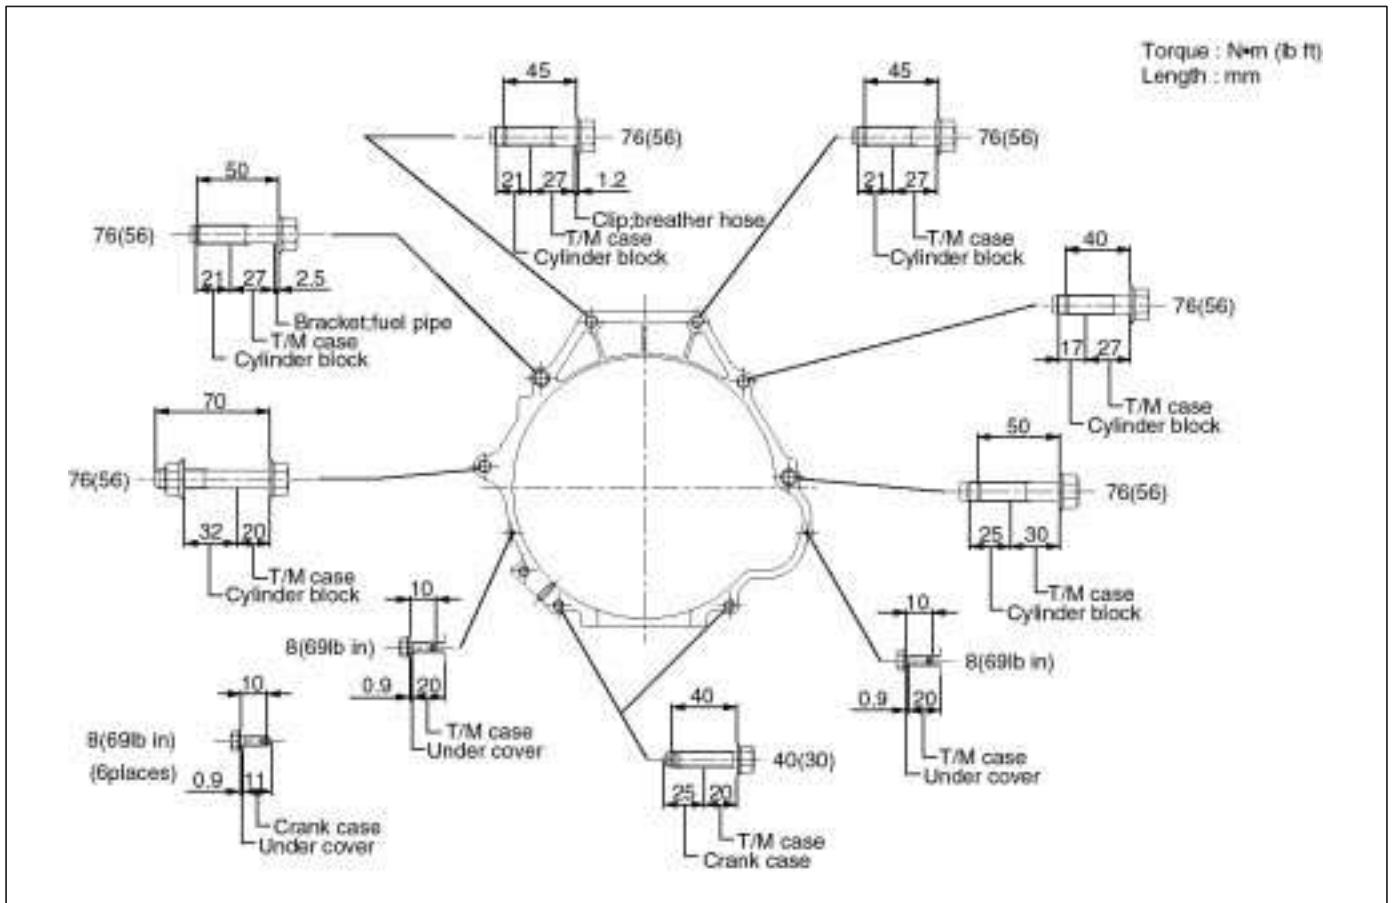 Torque : N•m (lb ft)
Length : mm
45
76(56)
21 27 1.2
Clip;breather hose
T/M case
Cylinder block
45
76(56)
21 27
T/M case
Cylinder block
50
76(56)
21 27 2.5
Bracket;fuel pipe
T/M case
Cylinder block
40
76(56)
17 27
T/M case
Cylinder block
70
76(56)
32 20
T/M case
Cylinder block
50
76(56)
25 30
T/M case
Cylinder block
10
8(69lb in)
0.9 20
T/M case
Under cover
10
8(69lb in)
0.9 20
T/M case
Under cover
10
8(69lb in)
(6places)
0.9 11
Crank case
Under cover
40
40(30)
25 20
T/M case
Crank case